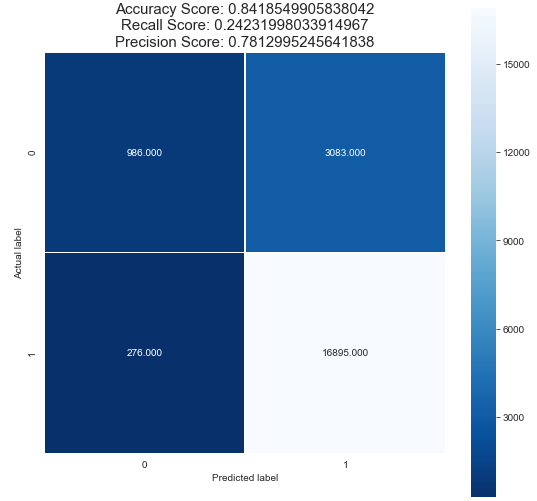 Accuracy Score: 0.8418549905838042
Recall Score: 0.24231998033914967
Precision Score: 0.7812995245641838
986.000
3083.000
276.000
16895.000
0
1
Actual label
0
1
Predicted label
15000
12000
9000
6000
3000